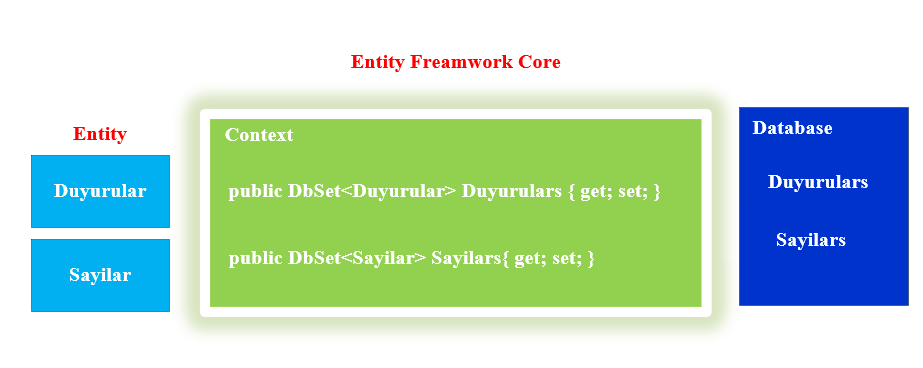 Entity Freamwork Core
Entity
Duyurular
Sayilar
Context
public DbSet<Duyurular> Duyurulars { get; set; }
public DbSet<Sayilar> Sayilars{ get; set; }
Database
Duyurulars
Sayilars